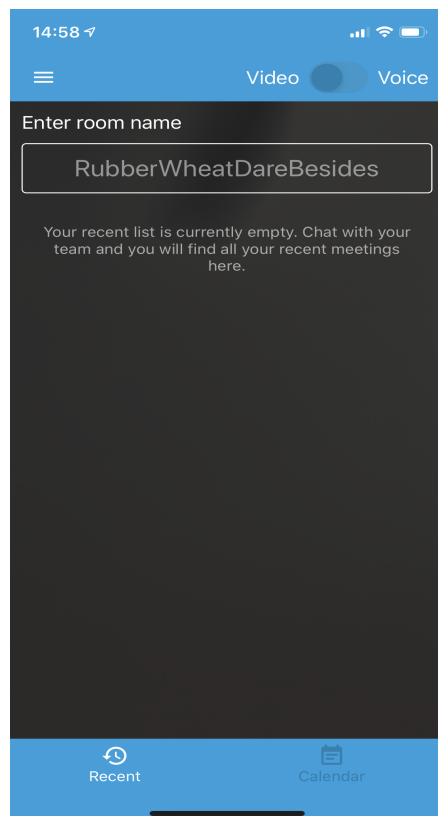 14:58
Video Voice
Enter room name
RubberWheatDareBesides
Your recent list is currently empty. Chat with your
team and you will find all your recent meetings
here.
Recent Calendar